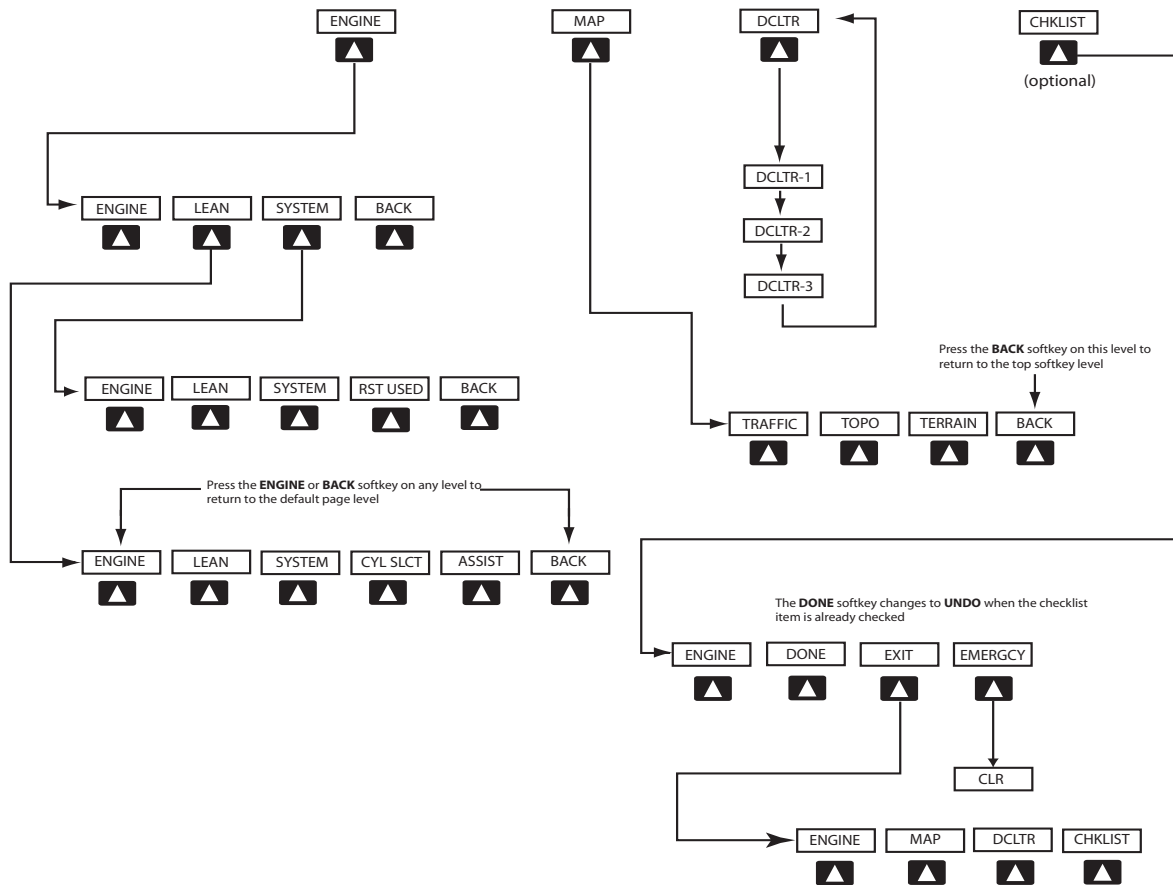 ENGINE
MAP
DCLTR
CHKLIST
(optional)
DCLTR-1
DCLTR-2
DCLTR-3
ENGINE
LEAN
SYSTEM
BACK
ENGINE
LEAN
SYSTEM
RST USED
BACK
Press the BACK softkey on this level to
return to the top softkey level
TRAFFIC
TOPO
TERRAIN
BACK
Press the ENGINE or BACK softkey on any level to
return to the default page level
ENGINE
LEAN
SYSTEM
CYL SLCT
ASSIST
BACK
The DONE softkey changes to UNDO when the checklist
item is already checked
ENGINE
DONE
EXIT
EMERGCY
CLR
ENGINE
MAP
DCLTR
CHKLIST